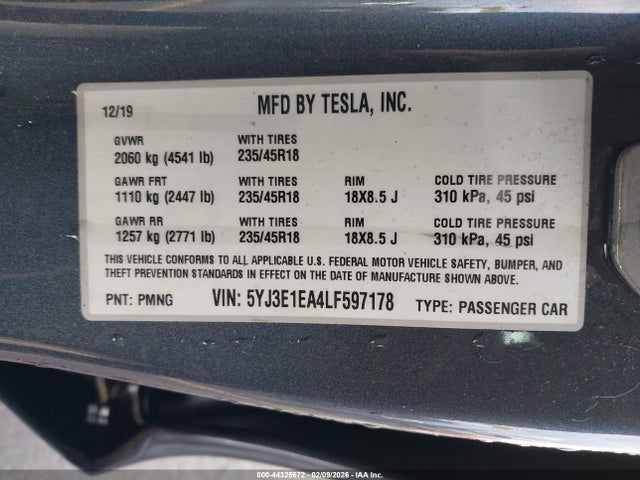 12/19 MFD BY TESLA, INC.
GVWR WITH TIRES
2060 kg (4541 lb) 235/45R18
GAWR FRT WITH TIRES RIM COLD TIRE PRESSURE
1110 kg (2447 lb) 235/45R18 18X8.5 J 310 kPa, 45 psi
GAWR RR WITH TIRES RIM COLD TIRE PRESSURE
1257 kg (2771 lb) 235/45R18 18X8.5 J 310 kPa, 45 psi
THIS VEHICLE CONFORMS TO ALL APPLICABLE U.S. FEDERAL MOTOR VEHICLE SAFETY, BUMPER, AND
THEFT PREVENTION STANDARDS IN EFFECT ON THE DATE OF MANUFACTURE SHOWN ABOVE.
PNT: PMNG VIN: 5YJ3E1EA4LF597178 TYPE: PASSENGER CAR
000-44325672 - 02/09/2026 - IAAI.COM